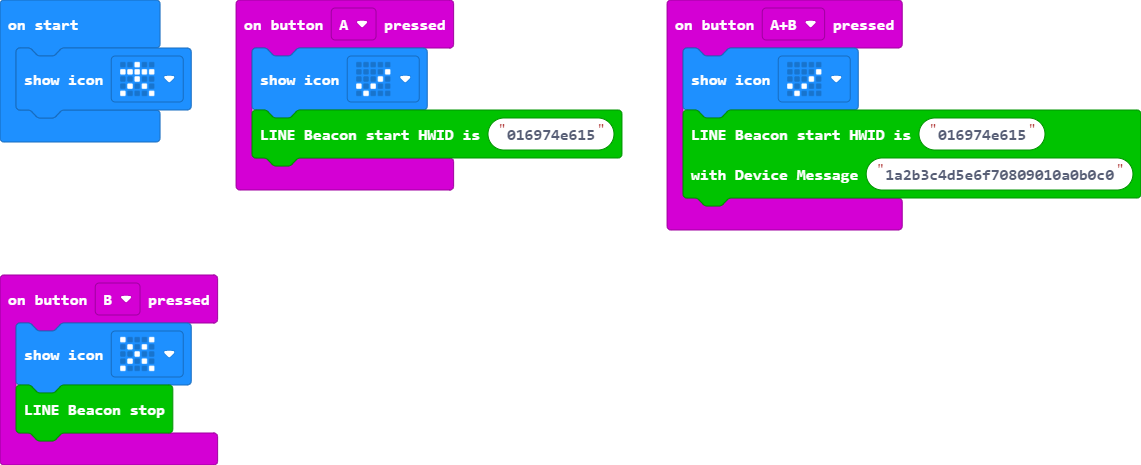 on start
show icon
on button A pressed
show icon
LINE Beacon start HWID is "016974e615"
on button A+B pressed
show icon
LINE Beacon start HWID is "016974e615"
with Device Message "1a2b3c4d5e6f70809010a0b0c0"
on button B pressed
show icon
LINE Beacon stop